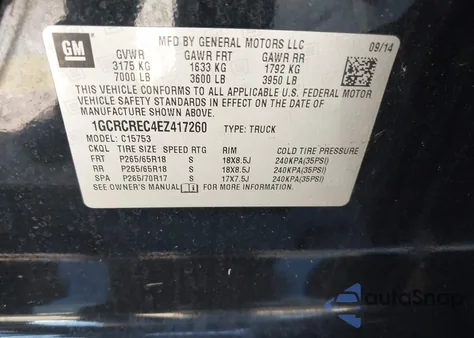 GM
MFD BY GENERAL MOTORS LLC 09/14
GVWR GAWR FRT GAWR RR
3175 KG 1633 KG 1792 KG
7000 LB 3600 LB 3950 LB
THIS VEHICLE CONFORMS TO ALL APPLICABLE U.S. FEDERAL MOTOR
VEHICLE SAFETY STANDARDS IN EFFECT ON THE DATE OF
MANUFACTURE SHOWN ABOVE.
1GCRCREC4EZ417260 TYPE: TRUCK
MODEL: C15753
CKQL TIRE SIZE SPEED RTG RIM COLD TIRE PRESSURE
FRT P265/65R18 S 18X8.5J 240KPA(35PSI)
RR P265/65R18 S 18X8.5J 240KPA(35PSI)
SPA P265/70R17 S 17X7.5J 240KPA(35PSI)
SEE OWNER'S MANUAL FOR MORE INFORMATION.
autoSnap